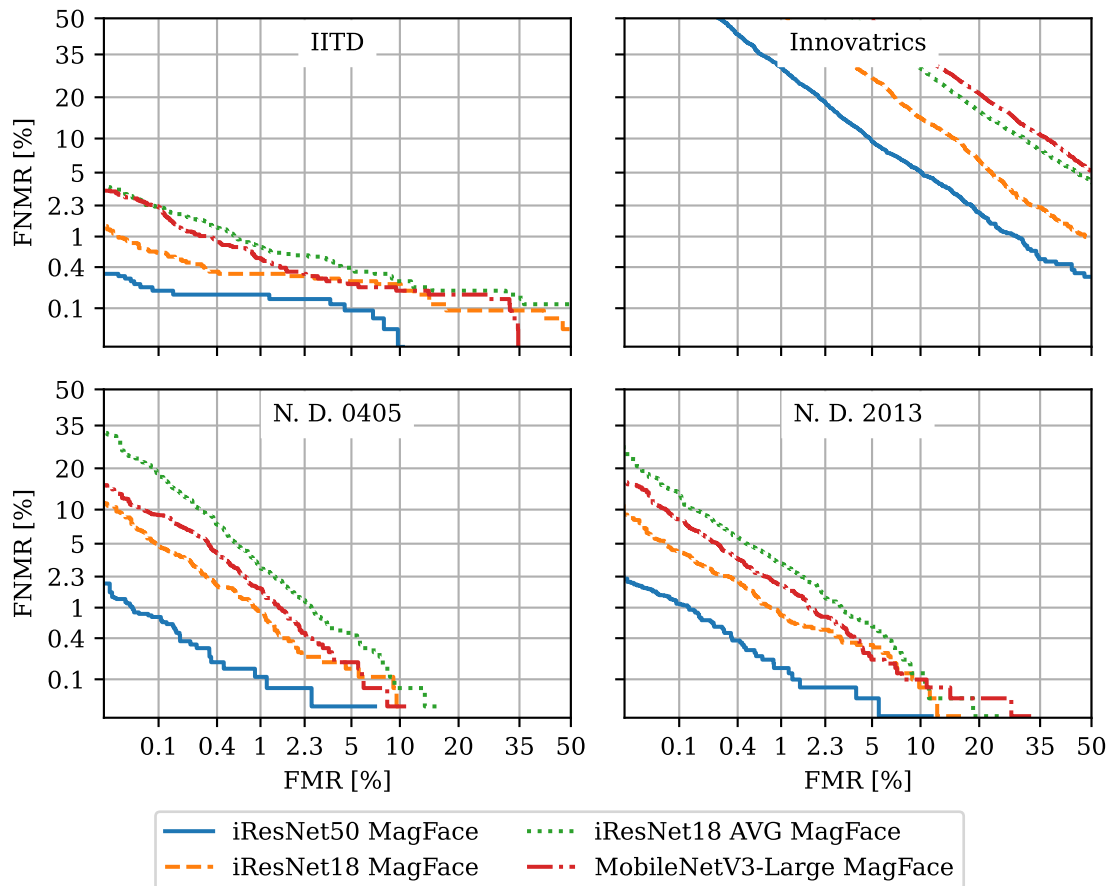 50
35
20
10
5
2.3
1
0.4
0.1
FNMR [%]
IITD
Innovatrics
50
35
20
10
5
2.3
1
0.4
0.1
FNMR [%]
N. D. 0405
N. D. 2013
0.1 0.4 1 2.3 5 10 20 35 50
0.1 0.4 1 2.3 5 10 20 35 50
FMR [%]
FMR [%]
iResNet50 MagFace
iResNet18 MagFace
iResNet18 AVG MagFace
MobileNetV3-Large MagFace